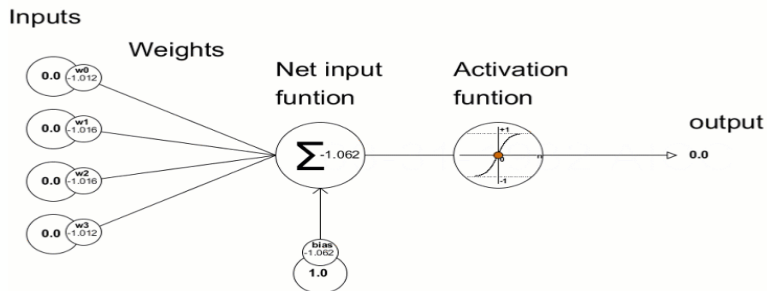 Inputs
Weights
Net input
funtion
Activation
funtion
output
0.0 w0
-1.012
0.0 w1
-1.016
0.0 w2
-1.016
0.0 w3
-1.012
Σ -1.062
+1
0
n
-1
0.0
bias
-1.062
1.0